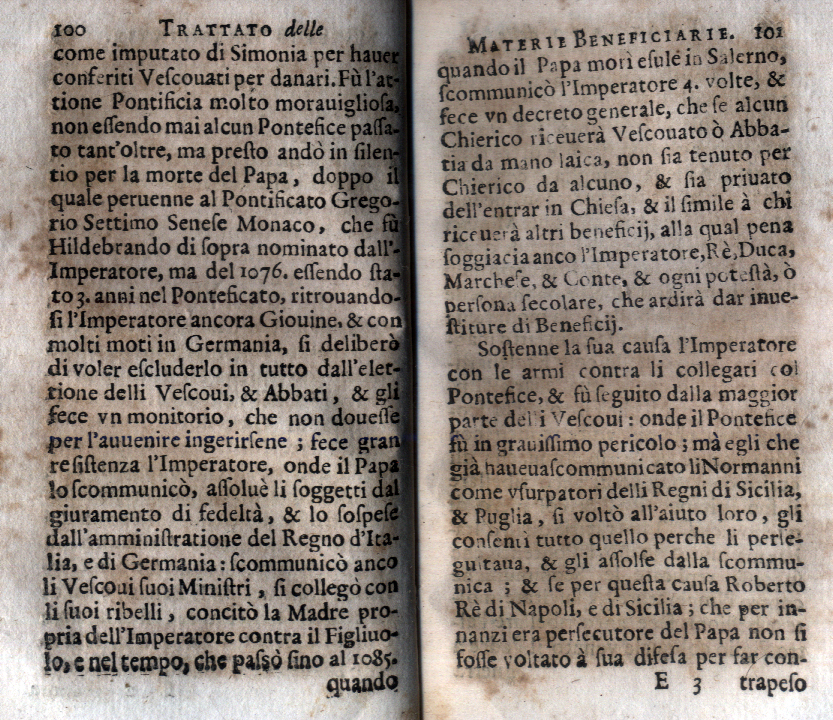 100 TRATTATO delle
come imputato di Simonia per hauer
conferiti Veſcouati per danari. Fù l'at-
tione Pontificia molto morauiglioſa,
non eſſendo mai alcun Pontefice paſſa-
to tant'oltre, ma preſto andò in ſilen-
tio per la morte del Papa, doppo il
quale peruenne al Pontificato Grego-
rio Settimo Seneſe Monaco, che fù
Hildebrando di ſopra nominato dall'-
Imperatore, ma del 1076. eſſendo ſta-
to 3. anni nel Ponteficato, ritrouando-
ſi l'Imperatore ancora Giouine, & con
molti moti in Germania, ſi deliberò
di voler eſcluderlo in tutto dall'elet-
tione delli Veſcoui, & Abbati, & gli
fece vn monitorio, che non doueſſe
per l'auuenire ingerirſene ; fece gran
reſiſtenza l'Imperatore, onde il Papa
lo ſcommunicò, aſſoluè li ſoggetti dal
giuramento di fedeltà, & lo ſoſpeſe
dall'amminiſtratione del Regno d'Ita-
lia, e di Germania: ſcommunicò anco
li Veſcoui ſuoi Miniſtri, ſi collegò con
li ſuoi ribelli, concitò la Madre pro-
pria dell'Imperatore contra il Figliuo-
lo, e nel tempo, che paſsò ſino al 1085.
quando
MATERIE BENEFICIARIE. 101
quando il Papa morì eſule in Salerno,
ſcommunicò l'Imperatore 4. volte, &
fece vn decreto generale, che ſe alcun
Chierico riceuerà Veſcouato ò Abba-
tia da mano laica, non ſia tenuto per
Chierico da alcuno, & ſia priuato
dell'entrar in Chieſa, & il ſimile à chi
riceuerà altri beneficij, alla qual pena
ſoggiacia anco l'Imperatore, Rè, Duca,
Marcheſe, & Conte, & ogni poteſtà, ò
perſona ſecolare, che ardirà dar inue-
ſtiture di Beneficij.
Soſtenne la ſua cauſa l'Imperatore
con le armi contra li collegati col
Pontefice, & fù ſeguito dalla maggior
parte delli Veſcoui : onde il Pontefice
fù in grauiſſimo pericolo ; mà egli che
già haueua ſcommunicato li Normanni
come vſurpatori delli Regni di Sicilia,
& Puglia, ſi voltò all'aiuto loro, gli
conſentì tutto quello perche li perſe-
guitaua, & gli aſſolſe dalla ſcommu-
nica ; & ſe per queſta cauſa Roberto
Rè di Napoli, e di Sicilia ; che per in-
nanzi era perſecutore del Papa non ſi
foſſe voltato à ſua difeſa per far con-
E 3 trapeſo